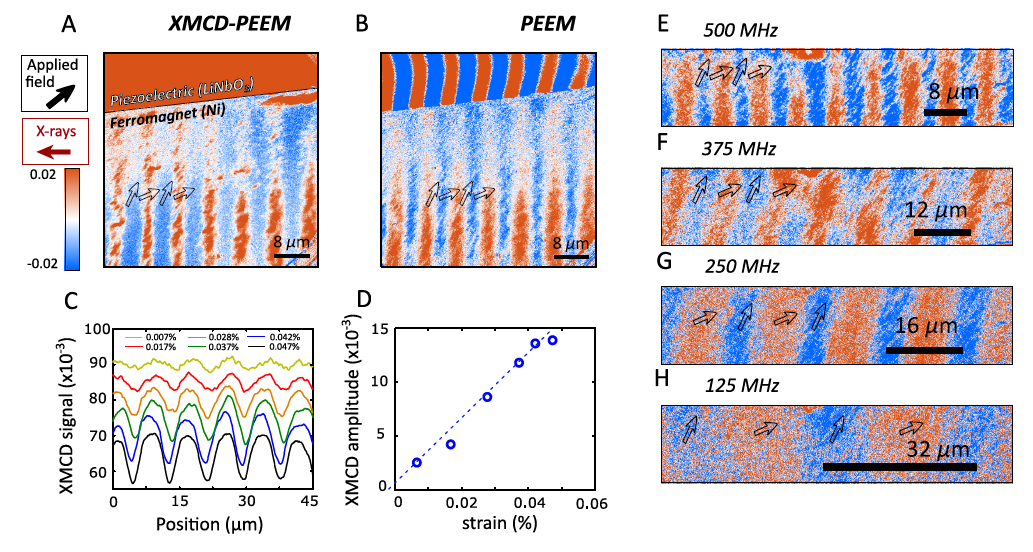 A
XMCD-PEEM
Applied
field
X-rays
0.02
-0.02
Piezoelectric (LiNbO3)
Ferromagnet (Ni)
8 µm
B
PEEM
8 µm
C
XMCD signal (x10⁻³)
100
90
80
70
60
0.007% 0.028% 0.042%
0.017% 0.037% 0.047%
0 15 30 45
Position (µm)
D
XMCD amplitude (x10⁻³)
15
10
5
0
0 0.02 0.04 0.06
strain (%)
E
500 MHz
8 µm
F
375 MHz
12 µm
G
250 MHz
16 µm
H
125 MHz
32 µm